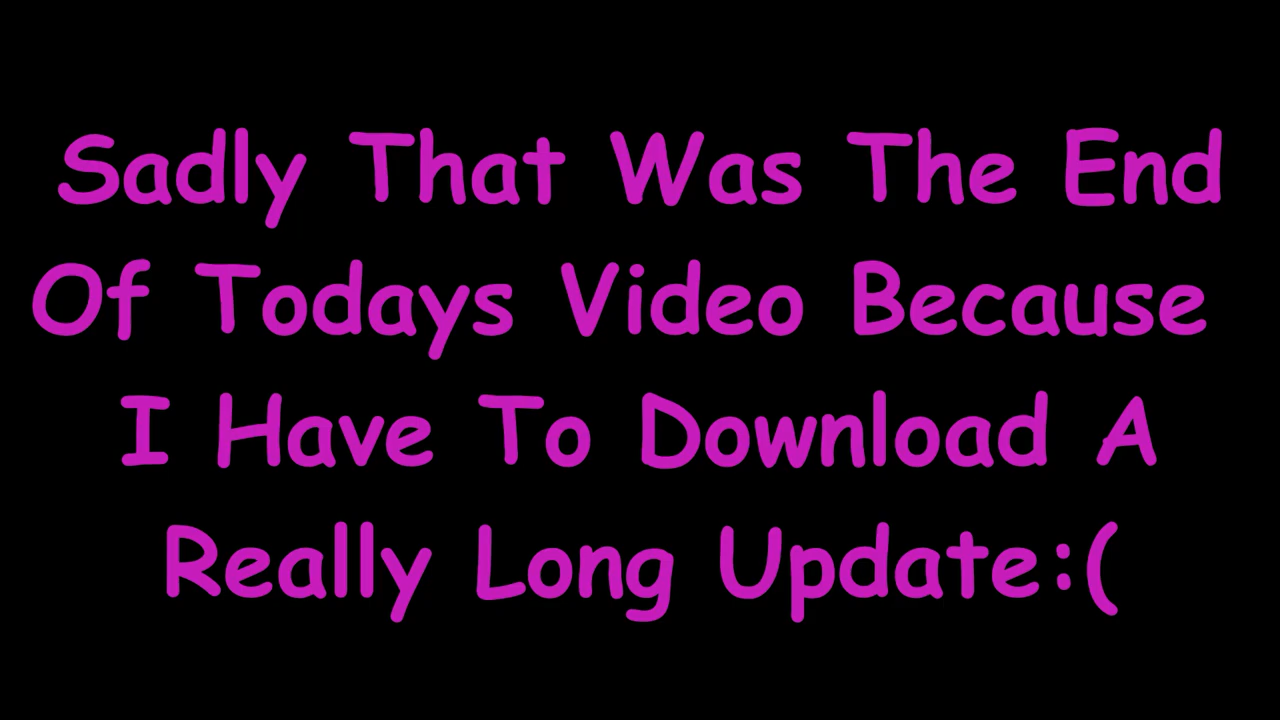 Sadly That Was The End
Of Todays Video Because
I Have To Download A
Really Long Update:(